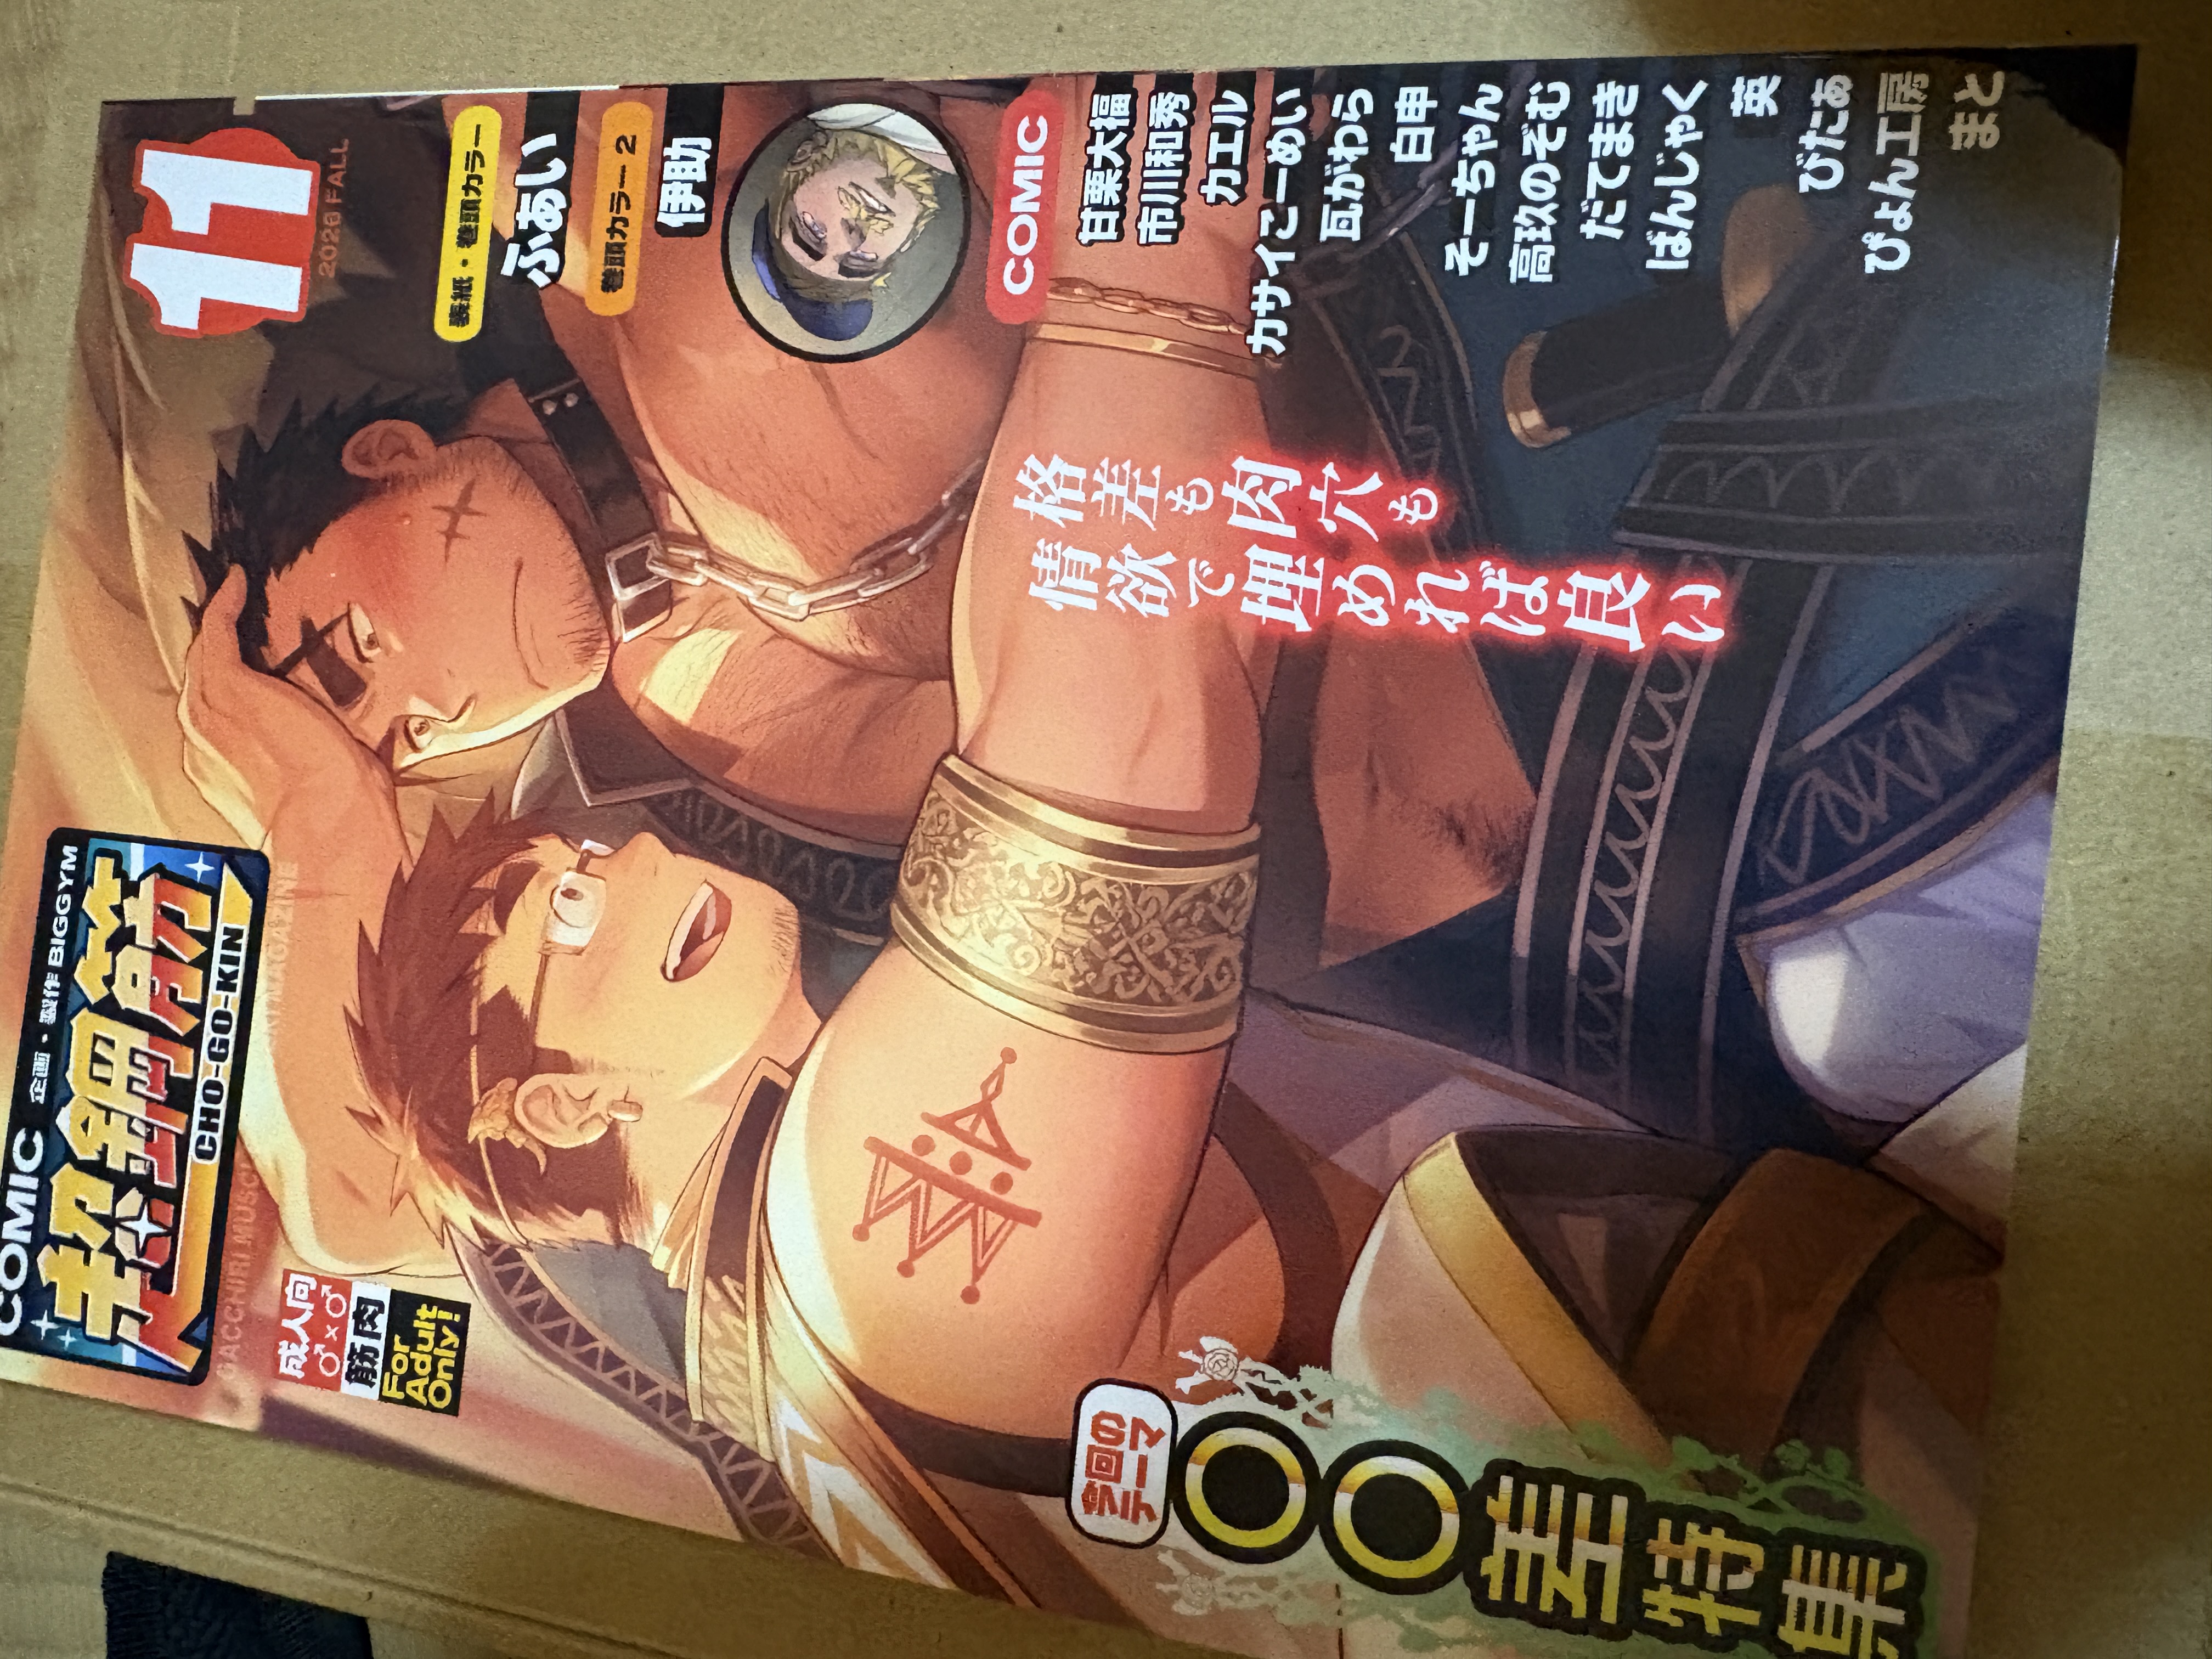 COMIC
企画・製作 BIGGYM
超鋼筋
CHO-GO-KIN
GACCHIRI MUSCLE
MAGAZINE
成人向
♂×♂
筋肉
For
Adult
Only!
11
FALL
表紙・巻頭カラー
ふぁい
巻頭カラー 2
伊助
COMIC
甘栗大福
市川和秀
カエル
カサイこーめい
瓦がわら
白申
そーちゃん
高玖のぞむ
だてまき
ばんじゃく
英
びたぁ
ぴょん工房
まと
格差も肉穴も
情欲で埋めれば良い
今回の
テーマ
〇〇差特集